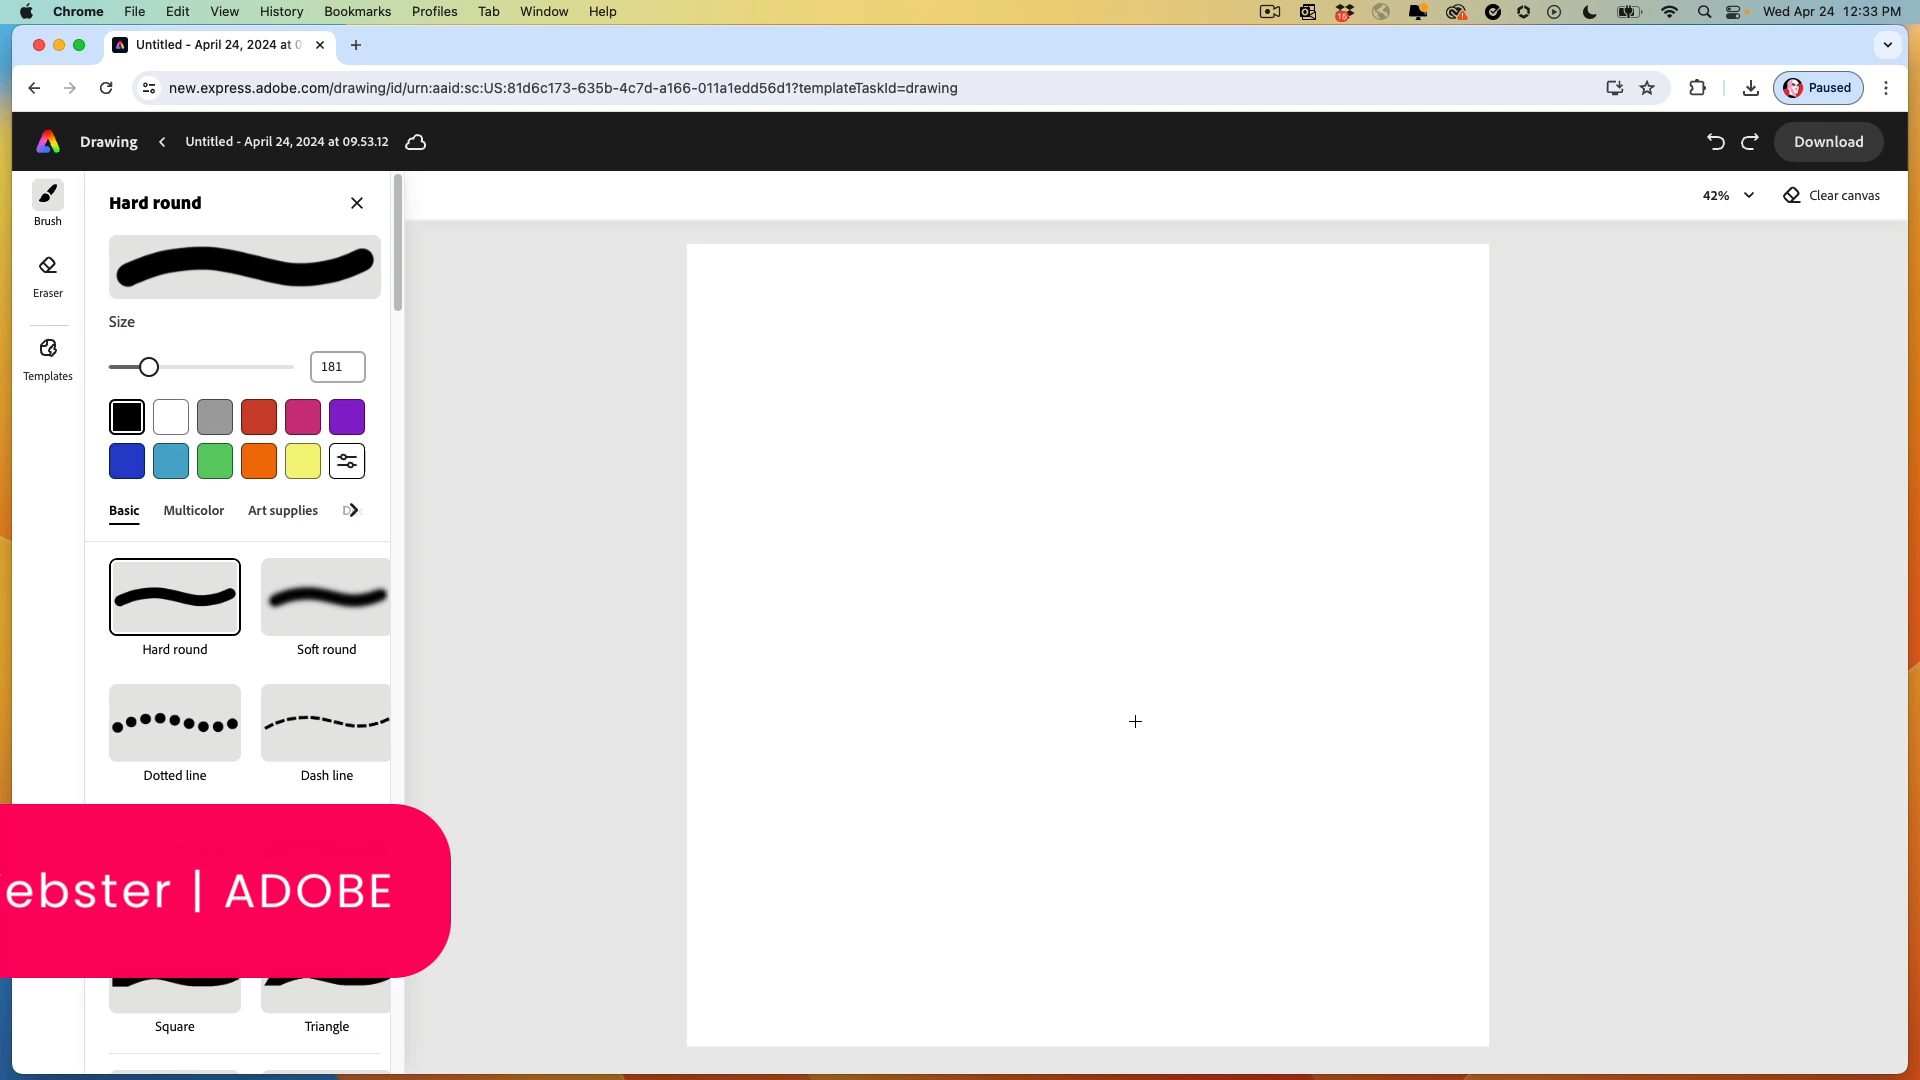 Chrome File Edit View History Bookmarks Profiles Tab Window Help
15
Wed Apr 24 12:33 PM
Untitled - April 24, 2024 at 0
new.express.adobe.com/drawing/id/urn:aaid:sc:US:81d6c173-635b-4c7d-a166-011a1edd56d1?templateTaskId=drawing
Paused
Drawing
Untitled - April 24, 2024 at 09.53.12
Download
Brush
Eraser
Templates
Hard round
42%
Clear canvas
Size
181
Basic Multicolor Art supplies
Hard round
Soft round
Dotted line
Dash line
ebster | ADOBE
Square
Triangle